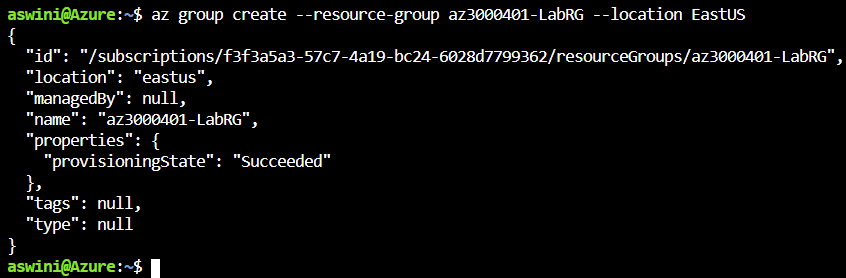 aswini@Azure:~$ az group create --resource-group az3000401-LabRG --location EastUS
{
  "id": "/subscriptions/f3f3a5a3-57c7-4a19-bc24-6028d7799362/resourceGroups/az3000401-LabRG",
  "location": "eastus",
  "managedBy": null,
  "name": "az3000401-LabRG",
  "properties": {
    "provisioningState": "Succeeded"
  },
  "tags": null,
  "type": null
}
aswini@Azure:~$